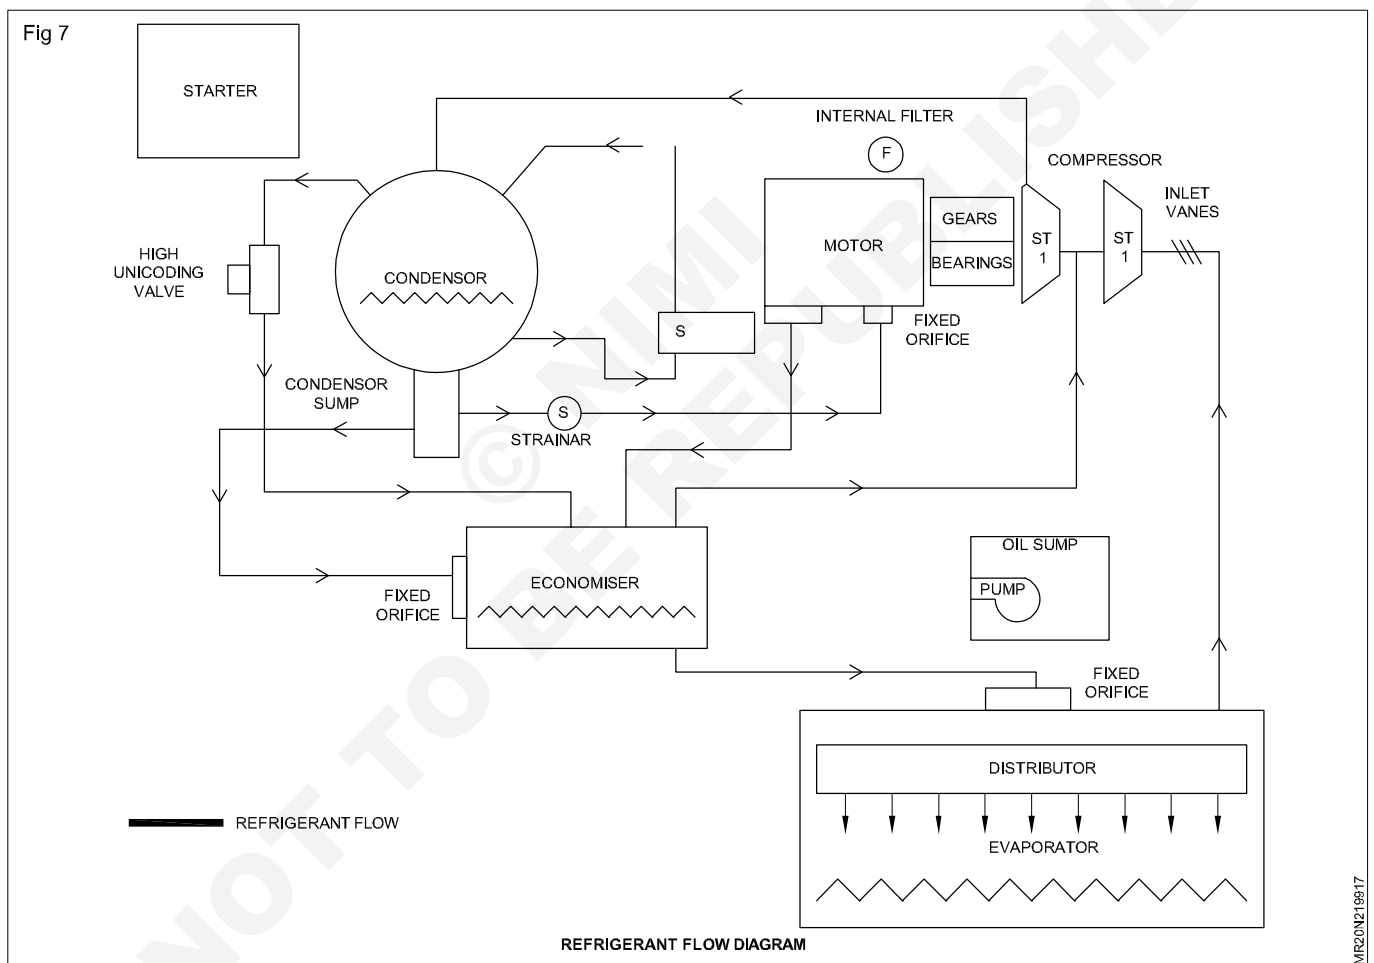 Fig 7
STARTER
INTERNAL FILTER
F
COMPRESSOR
INLET
VANES
GEARS
BEARINGS
ST
1
ST
1
MOTOR
HIGH
UNICODING
VALVE
CONDENSOR
S
FIXED
ORIFICE
CONDENSOR
SUMP
S
STRAINAR
ECONOMISER
FIXED
ORIFICE
OIL SUMP
PUMP
FIXED
ORIFICE
DISTRIBUTOR
EVAPORATOR
REFRIGERANT FLOW
REFRIGERANT FLOW DIAGRAM
MR20N219917
© NIMI
NOT TO BE REPUBLISHE